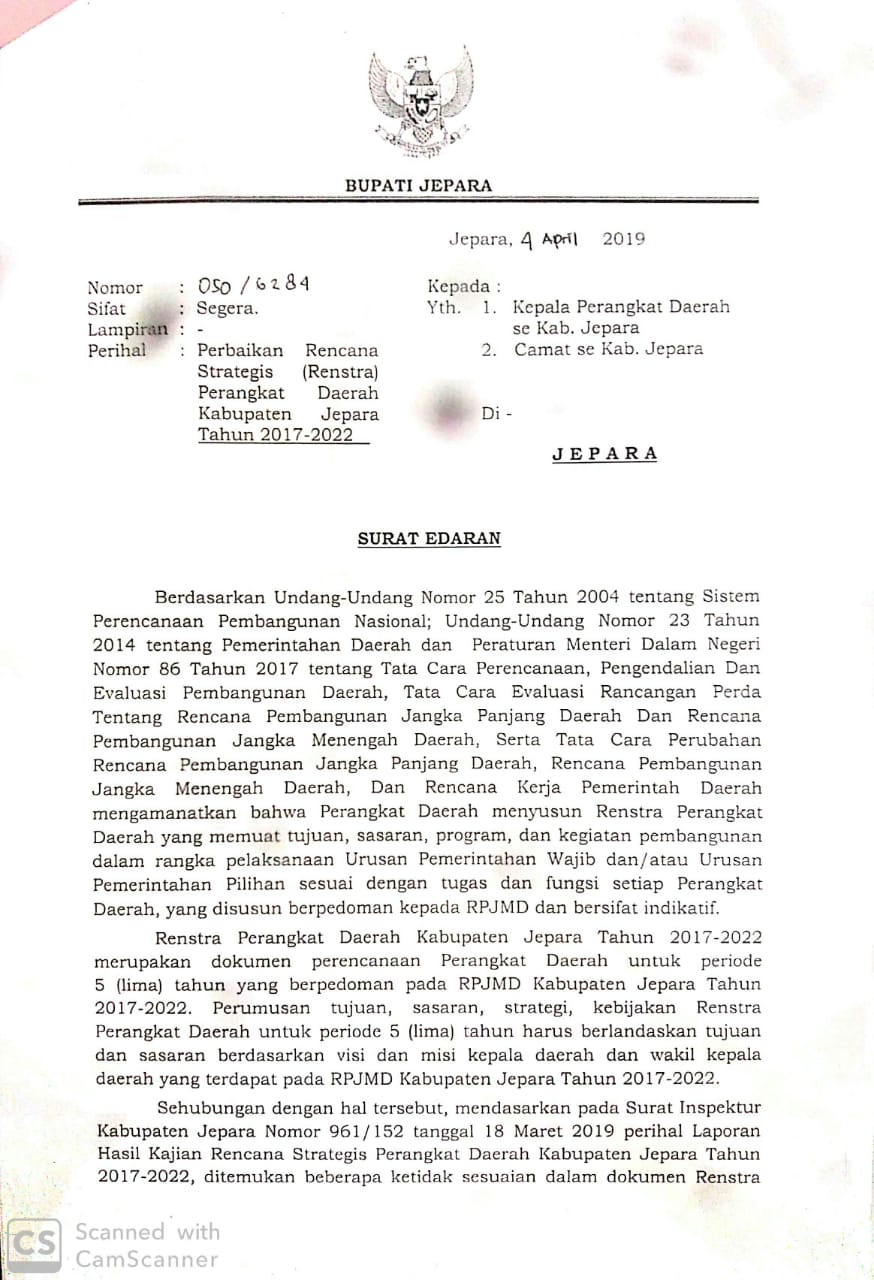 BUPATI JEPARA
Jepara, 4 April 2019
Nomor : 050 / 6284
Sifat : Segera.
Lampiran : -
Perihal : Perbaikan Rencana
Strategis (Renstra)
Perangkat Daerah
Kabupaten Jepara
Tahun 2017-2022
Kepada :
Yth. 1. Kepala Perangkat Daerah
se Kab. Jepara
2. Camat se Kab. Jepara
Di -
J E P A R A
SURAT EDARAN
Berdasarkan Undang-Undang Nomor 25 Tahun 2004 tentang Sistem
Perencanaan Pembangunan Nasional; Undang-Undang Nomor 23 Tahun
2014 tentang Pemerintahan Daerah dan Peraturan Menteri Dalam Negeri
Nomor 86 Tahun 2017 tentang Tata Cara Perencanaan, Pengendalian Dan
Evaluasi Pembangunan Daerah, Tata Cara Evaluasi Rancangan Perda
Tentang Rencana Pembangunan Jangka Panjang Daerah Dan Rencana
Pembangunan Jangka Menengah Daerah, Serta Tata Cara Perubahan
Rencana Pembangunan Jangka Panjang Daerah, Rencana Pembangunan
Jangka Menengah Daerah, Dan Rencana Kerja Pemerintah Daerah
mengamanatkan bahwa Perangkat Daerah menyusun Renstra Perangkat
Daerah yang memuat tujuan, sasaran, program, dan kegiatan pembangunan
dalam rangka pelaksanaan Urusan Pemerintahan Wajib dan/atau Urusan
Pemerintahan Pilihan sesuai dengan tugas dan fungsi setiap Perangkat
Daerah, yang disusun berpedoman kepada RPJMD dan bersifat indikatif.
Renstra Perangkat Daerah Kabupaten Jepara Tahun 2017-2022
merupakan dokumen perencanaan Perangkat Daerah untuk periode
5 (lima) tahun yang berpedoman pada RPJMD Kabupaten Jepara Tahun
2017-2022. Perumusan tujuan, sasaran, strategi, kebijakan Renstra
Perangkat Daerah untuk periode 5 (lima) tahun harus berlandaskan tujuan
dan sasaran berdasarkan visi dan misi kepala daerah dan wakil kepala
daerah yang terdapat pada RPJMD Kabupaten Jepara Tahun 2017-2022.
Sehubungan dengan hal tersebut, mendasarkan pada Surat Inspektur
Kabupaten Jepara Nomor 961/152 tanggal 18 Maret 2019 perihal Laporan
Hasil Kajian Rencana Strategis Perangkat Daerah Kabupaten Jepara Tahun
2017-2022, ditemukan beberapa ketidak sesuaian dalam dokumen Renstra
CS Scanned with
CamScanner